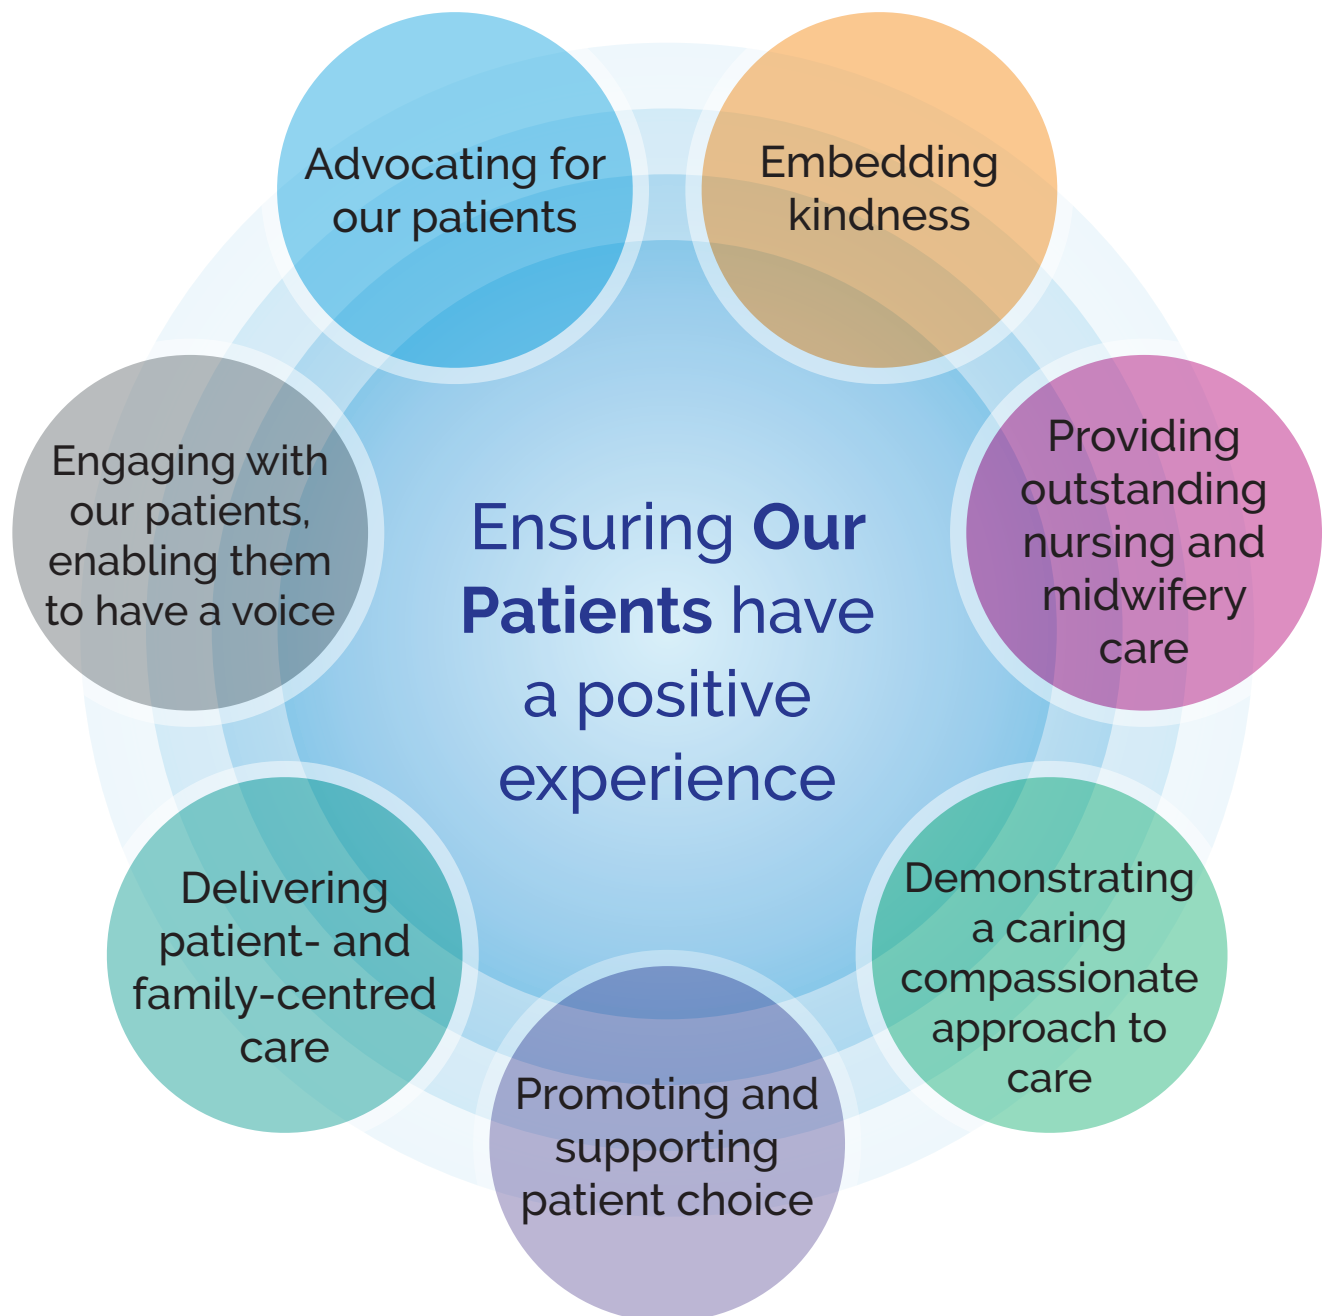 Advocating for
our patients
Embedding
kindness
Providing
outstanding
nursing and
midwifery
care
Demonstrating
a caring
compassionate
approach to
care
Promoting and
supporting
patient choice
Delivering
patient- and
family-centred
care
Engaging with
our patients,
enabling them
to have a voice
Ensuring Our
Patients have
a positive
experience